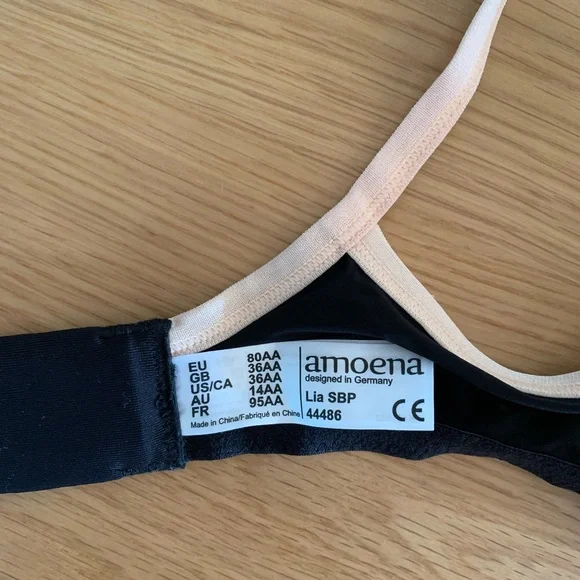 EU 80AA
GB 36AA
US/CA 36AA
AU 14AA
FR 95AA
Made in China/Fabriqué en Chine
amoena
designed in Germany
Lia SBP
44486 CE